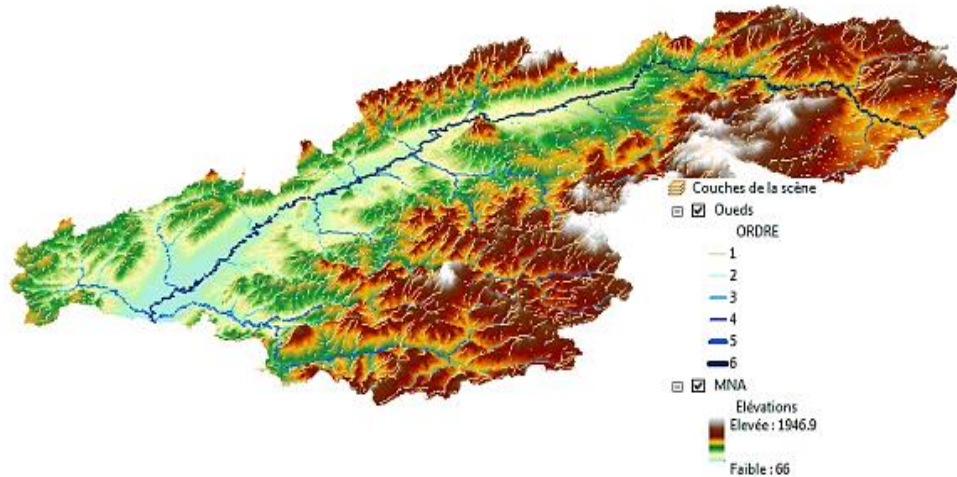 Couches de la scène
Oueds
ORDRE
1
2
3
4
5
6
MNA
Elévations
Elevée : 1946.9
Faible : 66